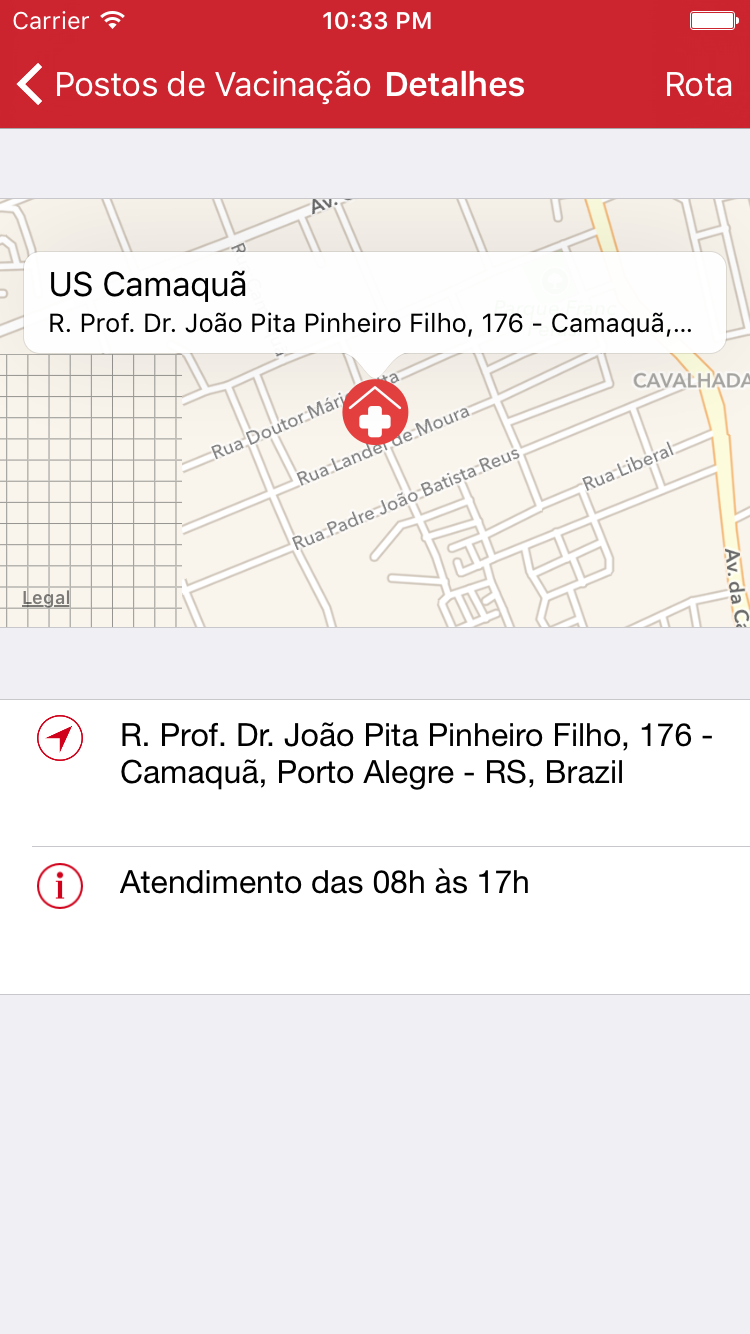 Carrier 10:33 PM
Postos de Vacinação Detalhes Rota
Av.
US Camaquã
R. Prof. Dr. João Pita Pinheiro Filho, 176 - Camaquã,...
CAVALHADA
Rua Doutor Mári
ta
Rua Landel de Moura
Rua Padre João Batista Reus
Rua Liberal
Av. da C
Legal
R. Prof. Dr. João Pita Pinheiro Filho, 176 -
Camaquã, Porto Alegre - RS, Brazil
Atendimento das 08h às 17h